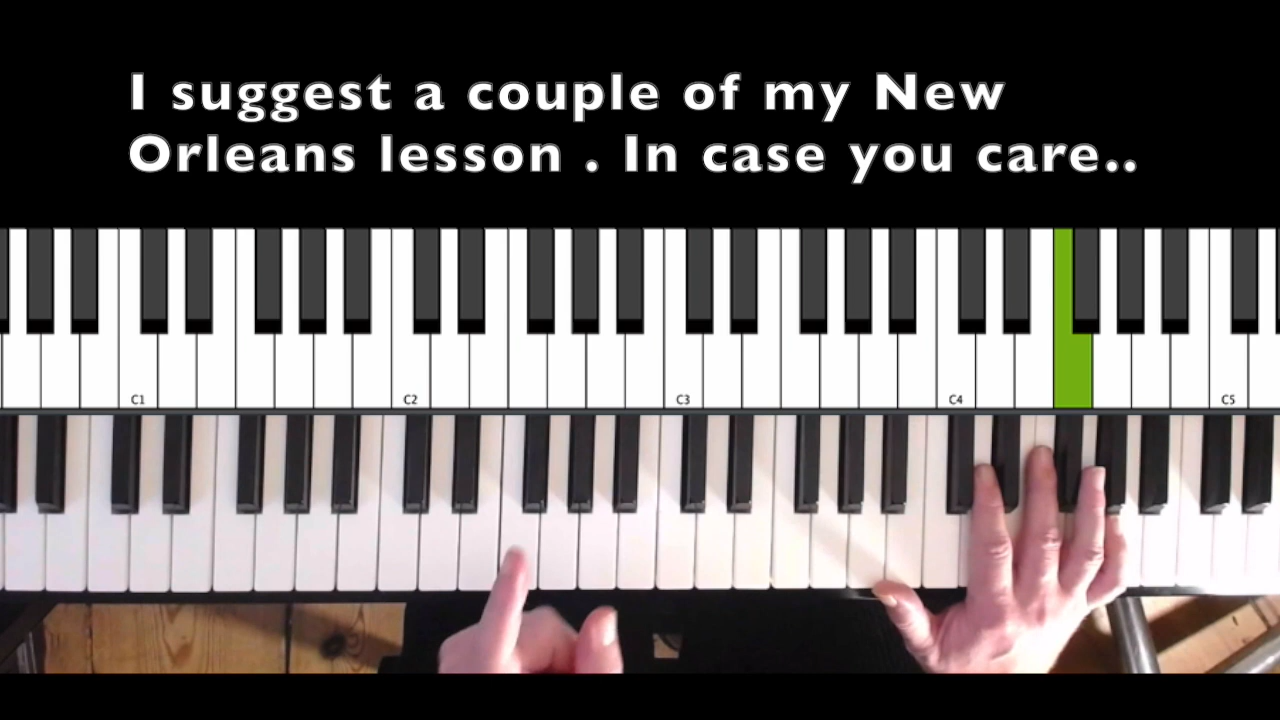 I suggest a couple of my New
Orleans lesson . In case you care..
C1 C2 C3 C4 C5